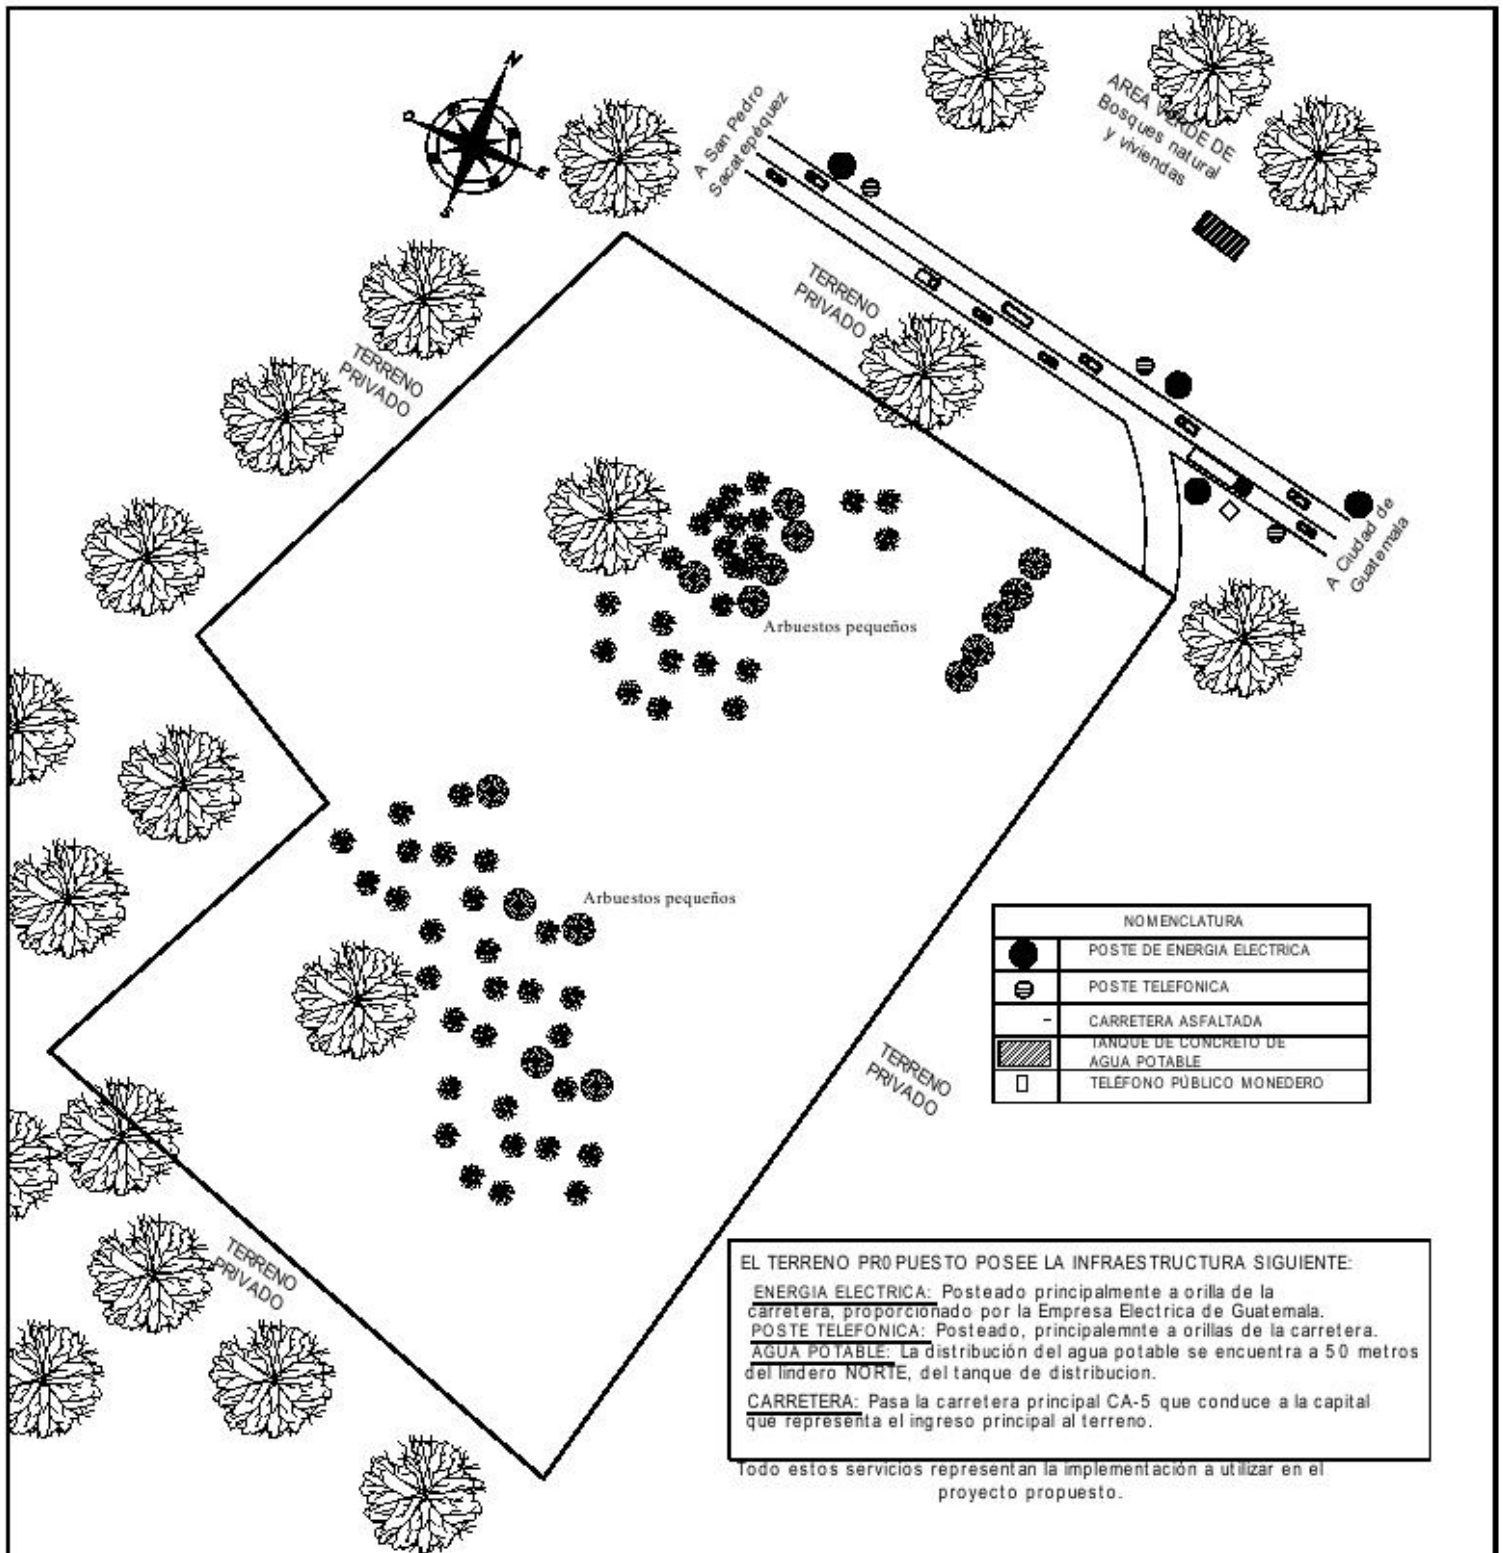 N
O
E
S
A San Pedro
Sacatepéquez
AREA VERDE DE
Bosques natural
y viviendas
TERRENO
PRIVADO
TERRENO
PRIVADO
A Ciudad de
Guatemala
Arbuestos pequeños
Arbuestos pequeños
TERRENO
PRIVADO
TERRENO
PRIVADO
NOMENCLATURA
POSTE DE ENERGIA ELECTRICA
POSTE TELEFONICA
CARRETERA ASFALTADA
TANQUE DE CONCRETO DE
AGUA POTABLE
TELÉFONO PÚBLICO MONEDERO
EL TERRENO PR0PUESTO POSEE LA INFRAESTRUCTURA SIGUIENTE:
ENERGIA ELECTRICA: Posteado principalmente a orilla de la
carretera, proporcionado por la Empresa Electrica de Guatemala.
POSTE TELEFONICA: Posteado, principalemnte a orillas de la carretera.
AGUA POTABLE: La distribución del agua potable se encuentra a 50 metros
del lindero NORTE, del tanque de distribucion.
CARRETERA: Pasa la carretera principal CA-5 que conduce a la capital
que representa el ingreso principal al terreno.
Todo estos servicios representan la implementación a utilizar en el
proyecto propuesto.